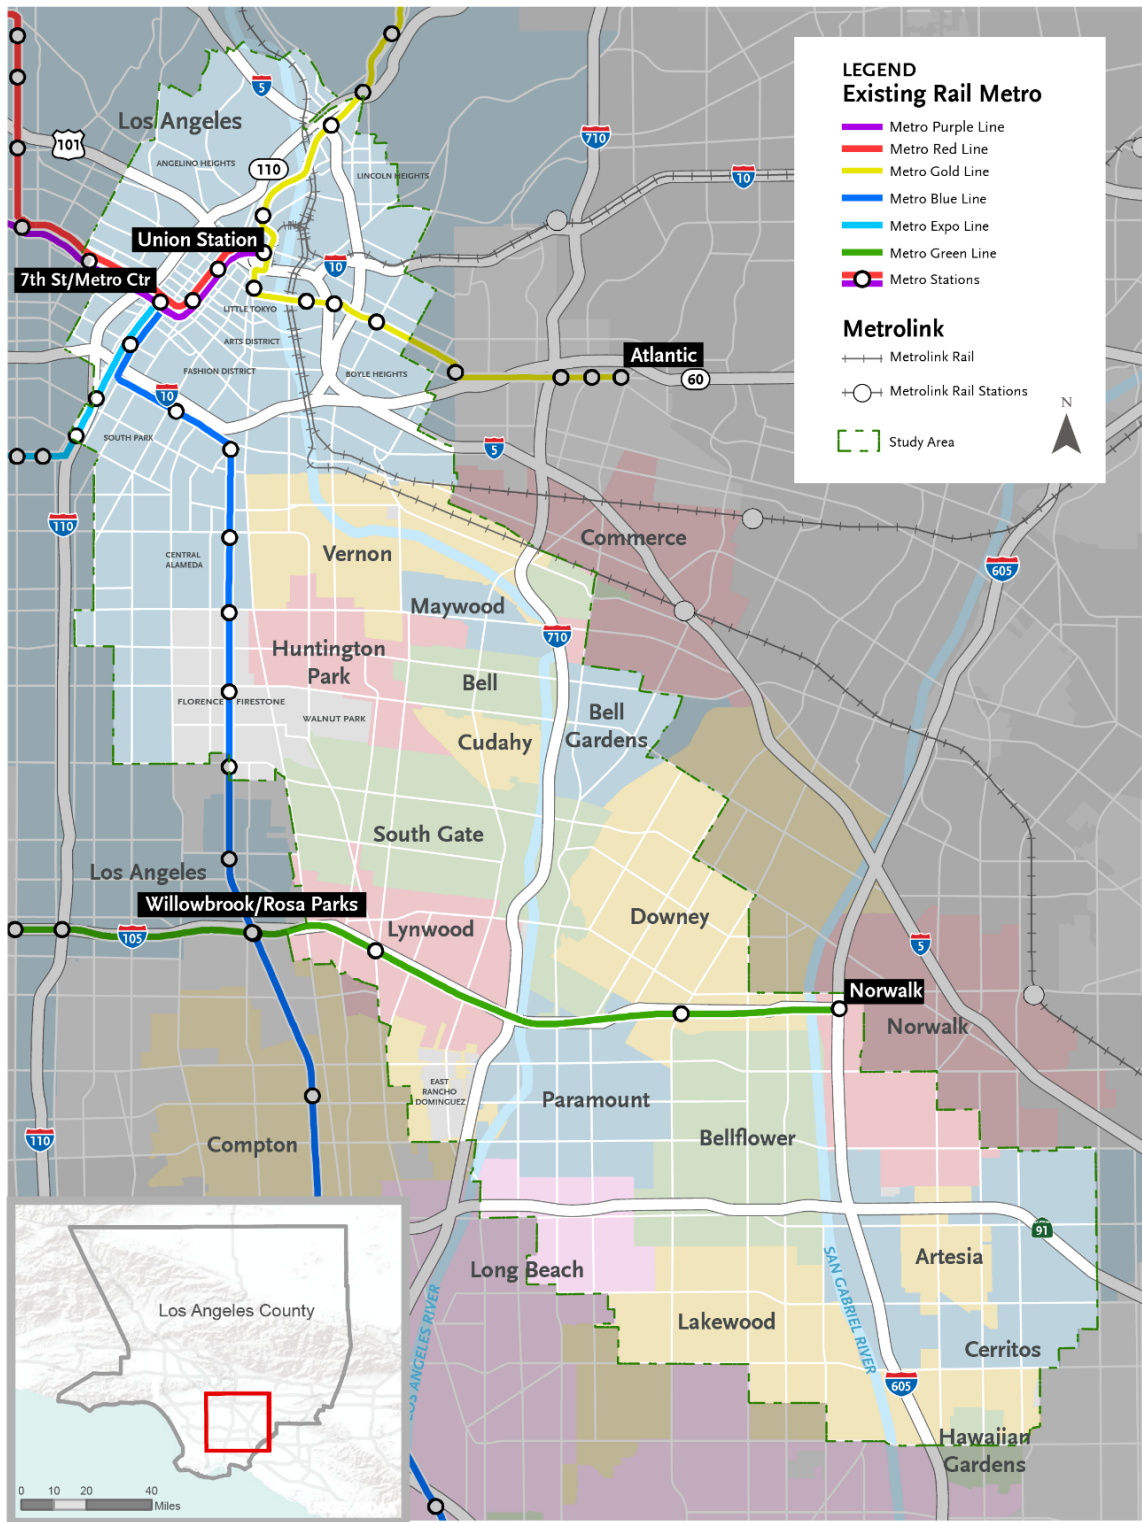 LEGEND
Existing Rail Metro
Metro Purple Line
Metro Red Line
Metro Gold Line
Metro Blue Line
Metro Expo Line
Metro Green Line
Metro Stations
Metrolink
Metrolink Rail
Metrolink Rail Stations
Study Area
N
5
Los Angeles
101
710
ANGELINO HEIGHTS
110
LINCOLN HEIGHTS
10
Union Station
10
7th St/Metro Ctr
LITTLE TOKYO
ARTS DISTRICT
Atlantic
FASHION DISTRICT
BOYLE HEIGHTS
60
10
SOUTH PARK
5
110
Commerce
CENTRAL
ALAMEDA
Vernon
605
Maywood
710
Huntington
Park
Bell
FLORENCE
FIRESTONE
WALNUT PARK
Bell
Gardens
Cudahy
South Gate
Los Angeles
Willowbrook/Rosa Parks
105
Lynwood
Downey
5
Norwalk
Norwalk
EAST
RANCHO
DOMINGUEZ
Paramount
110
Compton
Bellflower
91
Long Beach
Artesia
SAN GABRIEL RIVER
LOS ANGELES RIVER
Lakewood
Cerritos
605
Hawaiian
Gardens
Los Angeles County
0 10 20 40
Miles